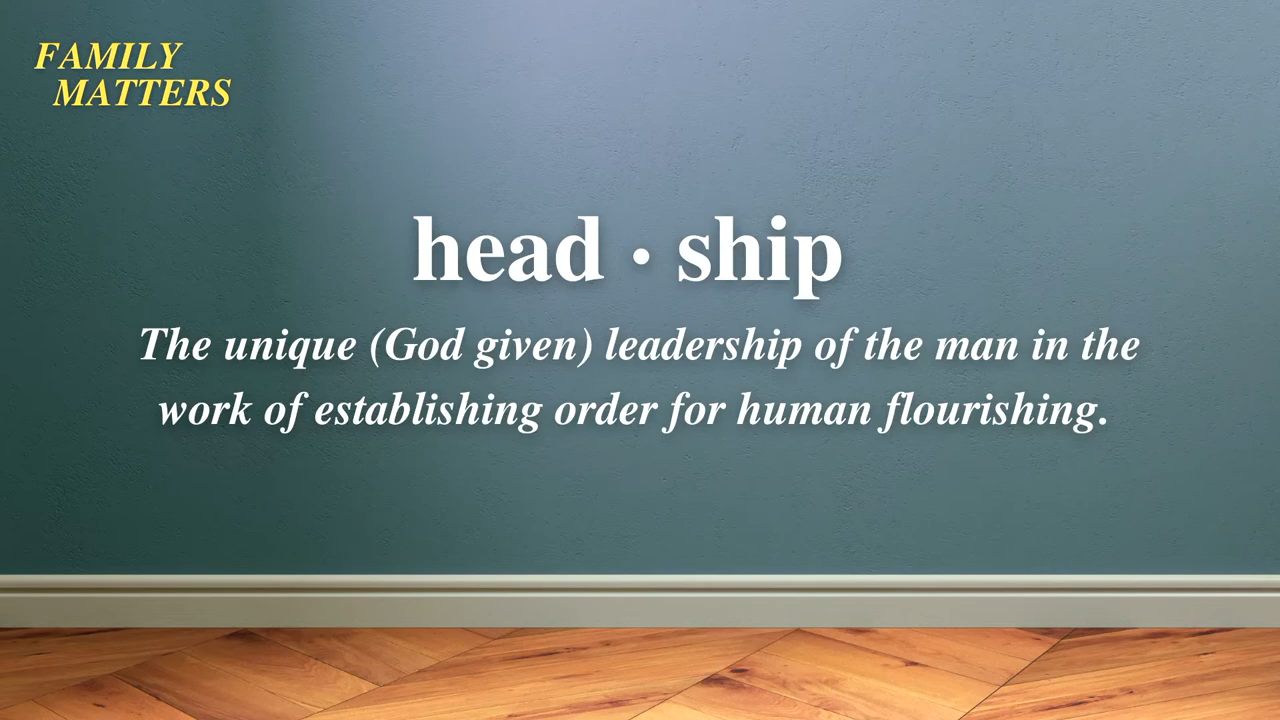 FAMILY
MATTERS
head · ship
The unique (God given) leadership of the man in the
work of establishing order for human flourishing.